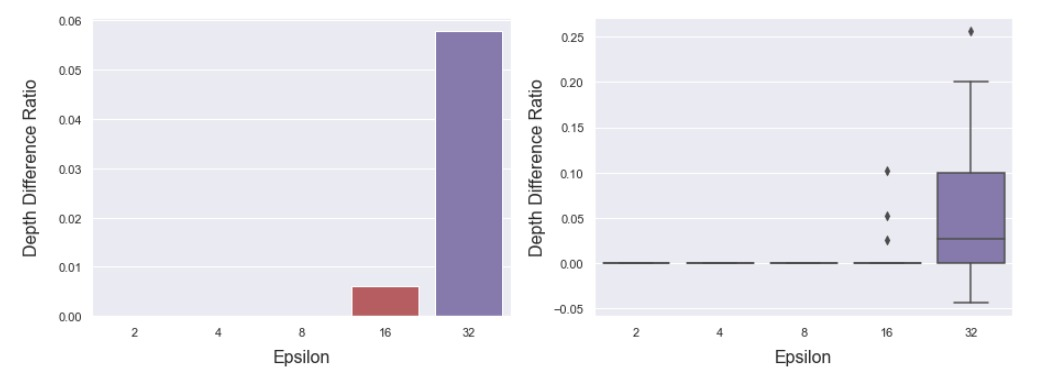 0.06
0.05
0.04
0.03
0.02
0.01
0.00
Depth Difference Ratio
2 4 8 16 32
Epsilon
0.25
0.20
0.15
0.10
0.05
0.00
−0.05
Depth Difference Ratio
2 4 8 16 32
Epsilon